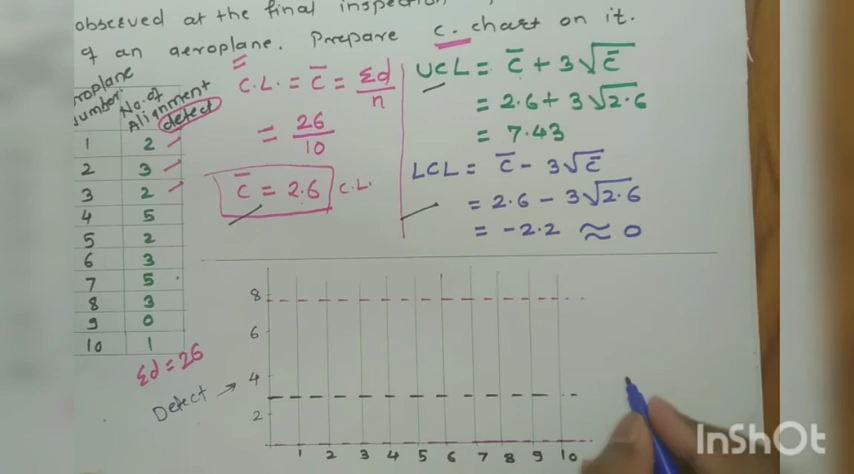 observed at the final inspection
of an aeroplane. Prepare c. chart on it.
No. of
Alignment
defect
1 2
2 3
3 2
4 5
5 2
6 3
7 5
8 3
9 0
10 1
Σd = 26
C.L. = c̅ = Σd/n
= 26/10
c̅ = 2.6 C.L.
UCL = c̅ + 3√c̅
= 2.6 + 3√2.6
= 7.43
LCL = c̅ - 3√c̅
= 2.6 - 3√2.6
= -2.2 ≈ 0
8
6
4
2
Defect →
1 2 3 4 5 6 7 8 9 10
InShOt